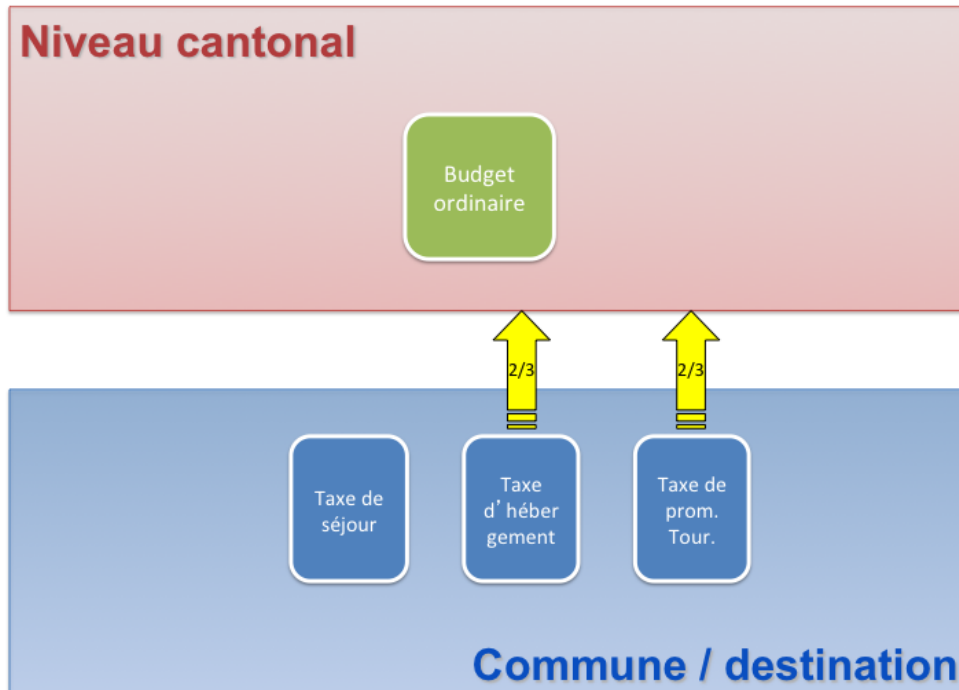 Niveau cantonal
Budget
ordinaire
2/3
2/3
Taxe de
séjour
Taxe
d’héber
gement
Taxe de
prom.
Tour.
Commune / destination